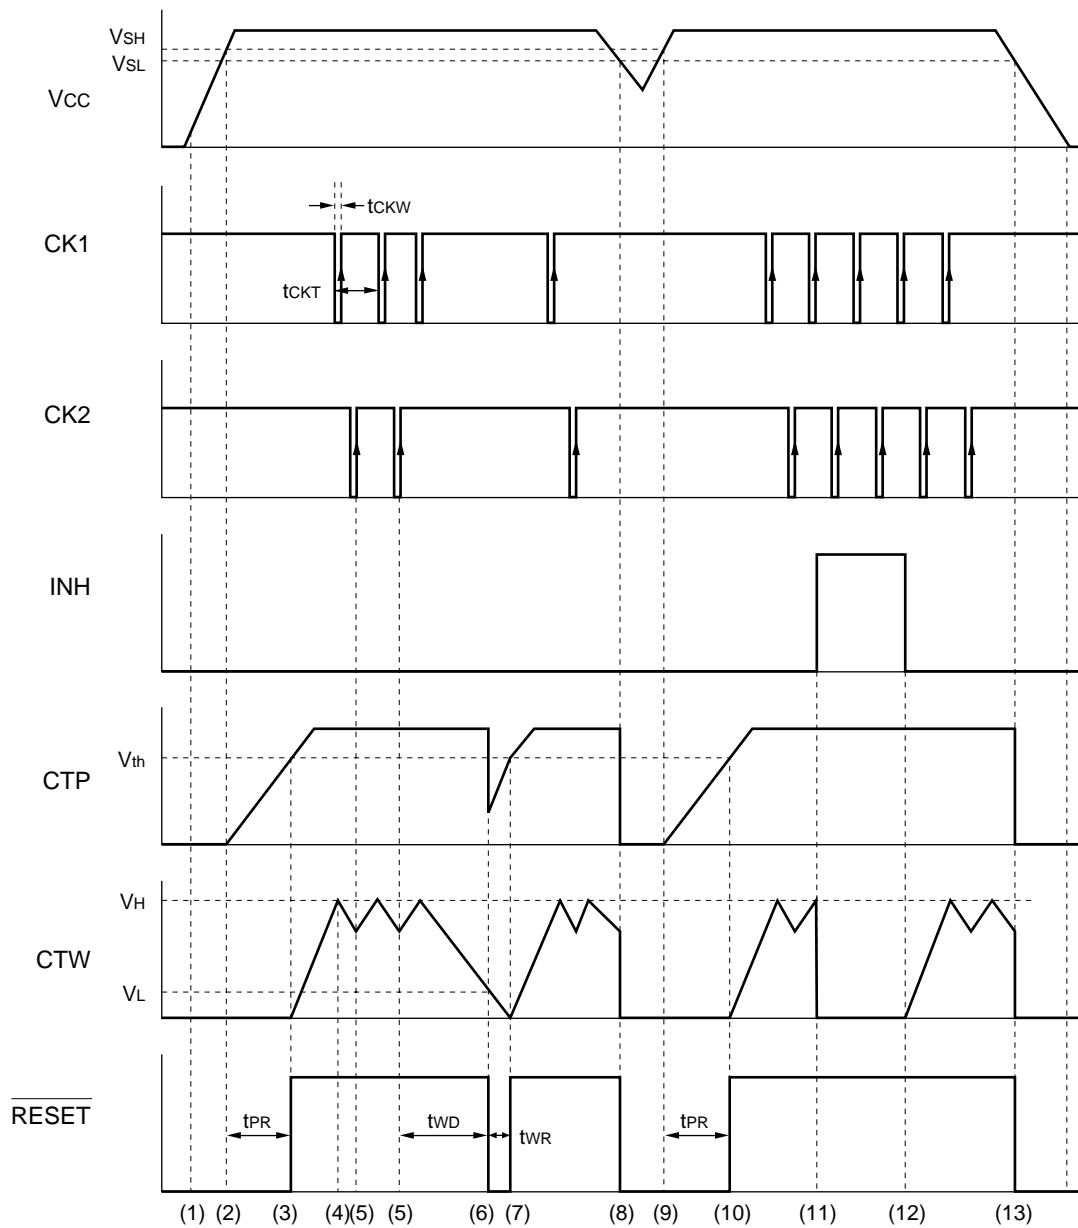 VSH
VSL
VCC
tCKW
CK1
tCKT
CK2
INH
Vth
CTP
VH
CTW
VL
RESET
tPR
tWD
tWR
tPR
(1) (2) (3) (4) (5) (5) (6) (7) (8) (9) (10) (11) (12) (13)